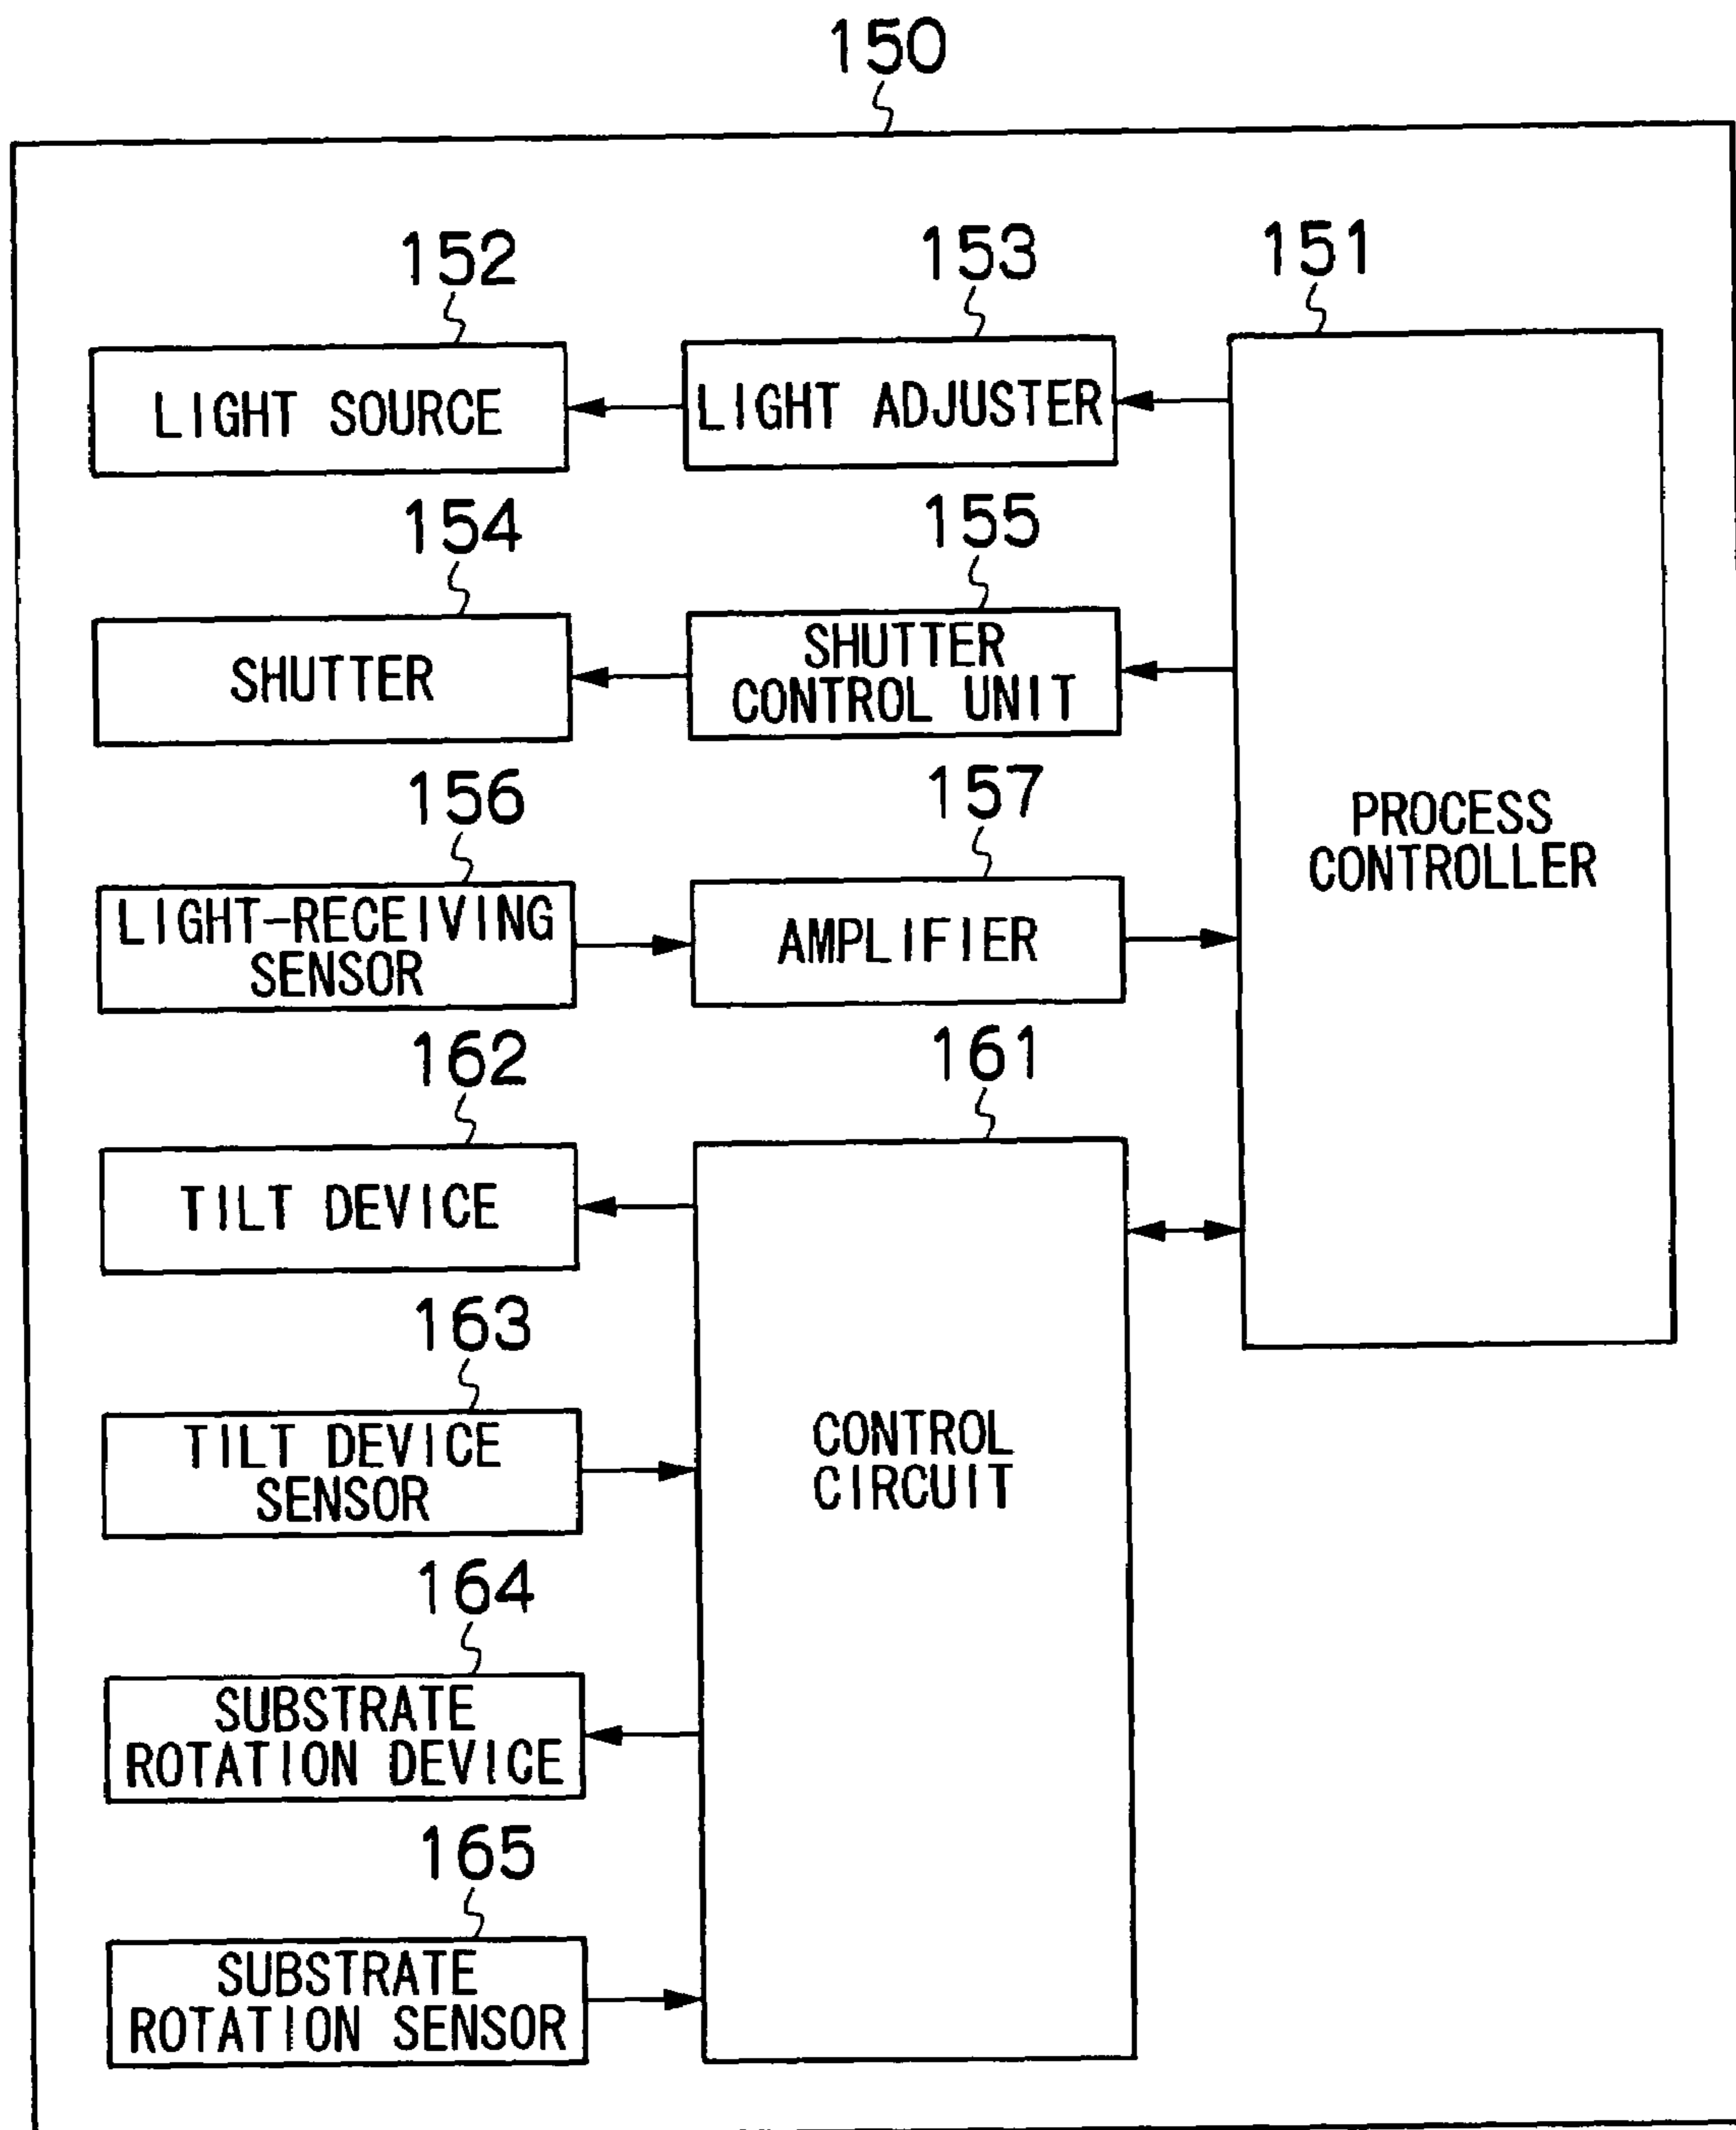 150
152
153
151
LIGHT SOURCE
LIGHT ADJUSTER
154
155
SHUTTER
SHUTTER
CONTROL UNIT
PROCESS
CONTROLLER
156
157
LIGHT-RECEIVING
SENSOR
AMPLIFIER
162
161
TILT DEVICE
CONTROL
CIRCUIT
163
TILT DEVICE
SENSOR
164
SUBSTRATE
ROTATION DEVICE
165
SUBSTRATE
ROTATION SENSOR